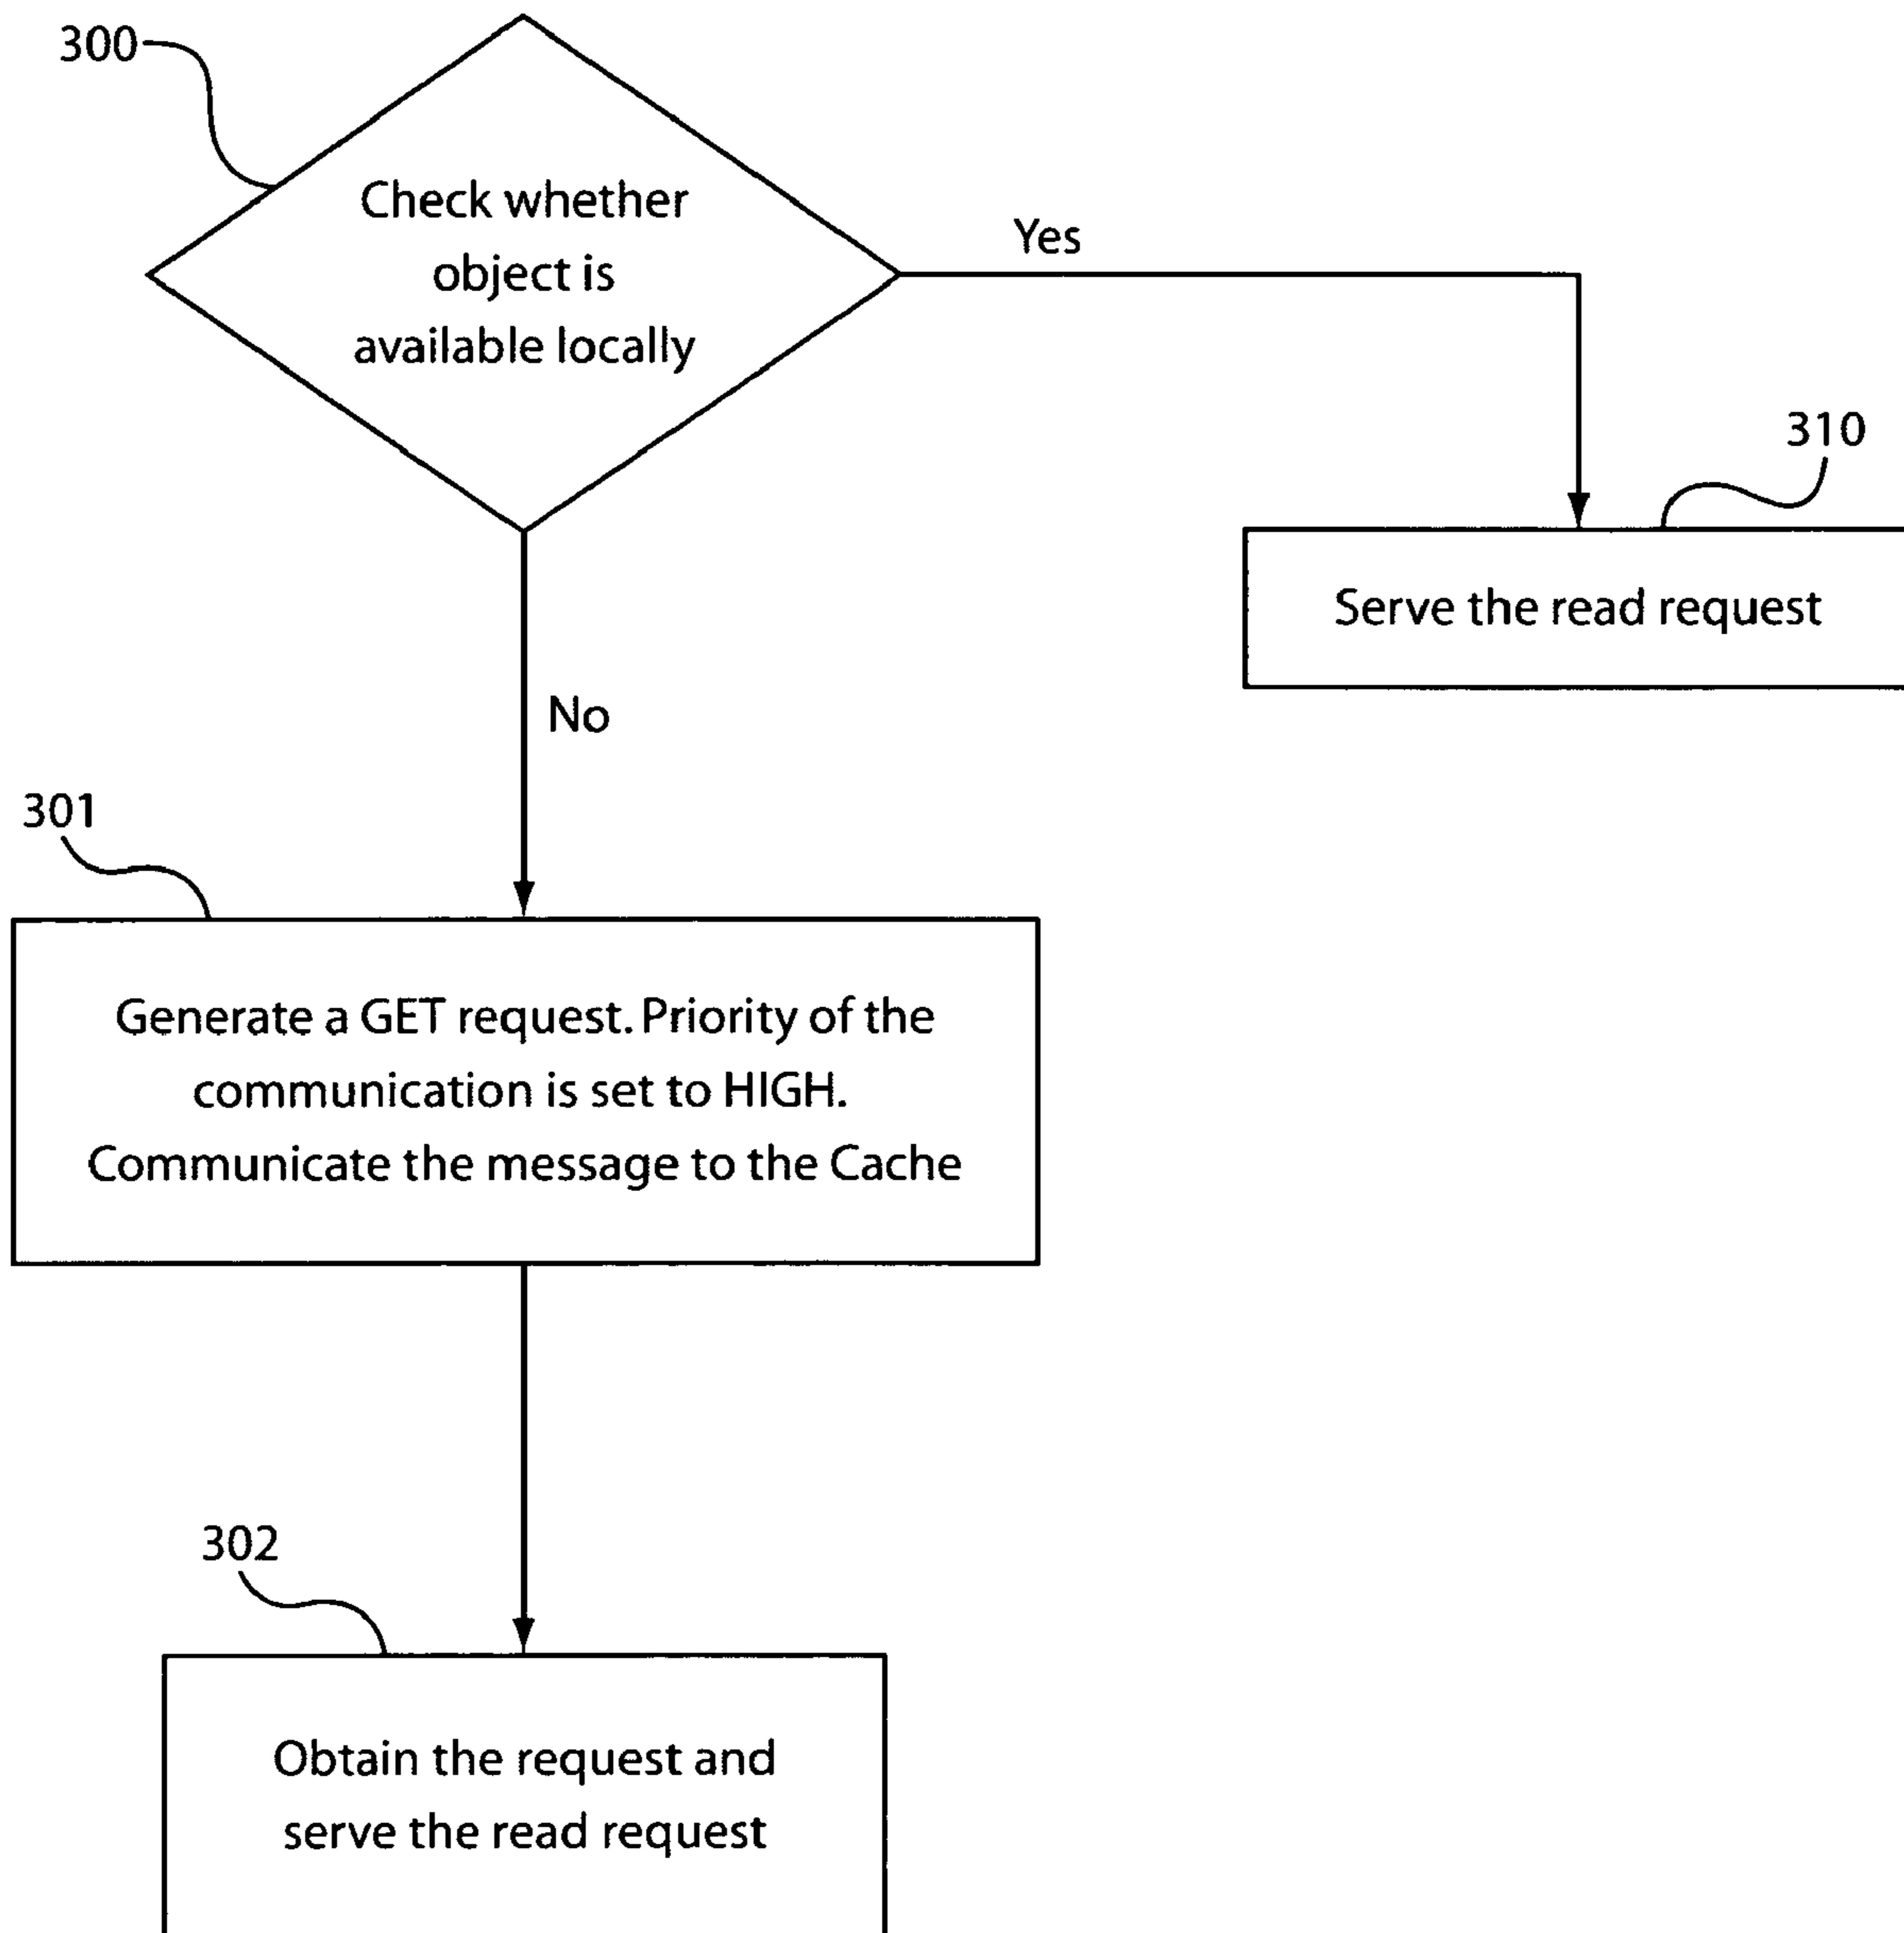 300
Check whether
object is
available locally
Yes
310
Serve the read request
No
301
Generate a GET request. Priority of the
communication is set to HIGH.
Communicate the message to the Cache
302
Obtain the request and
serve the read request